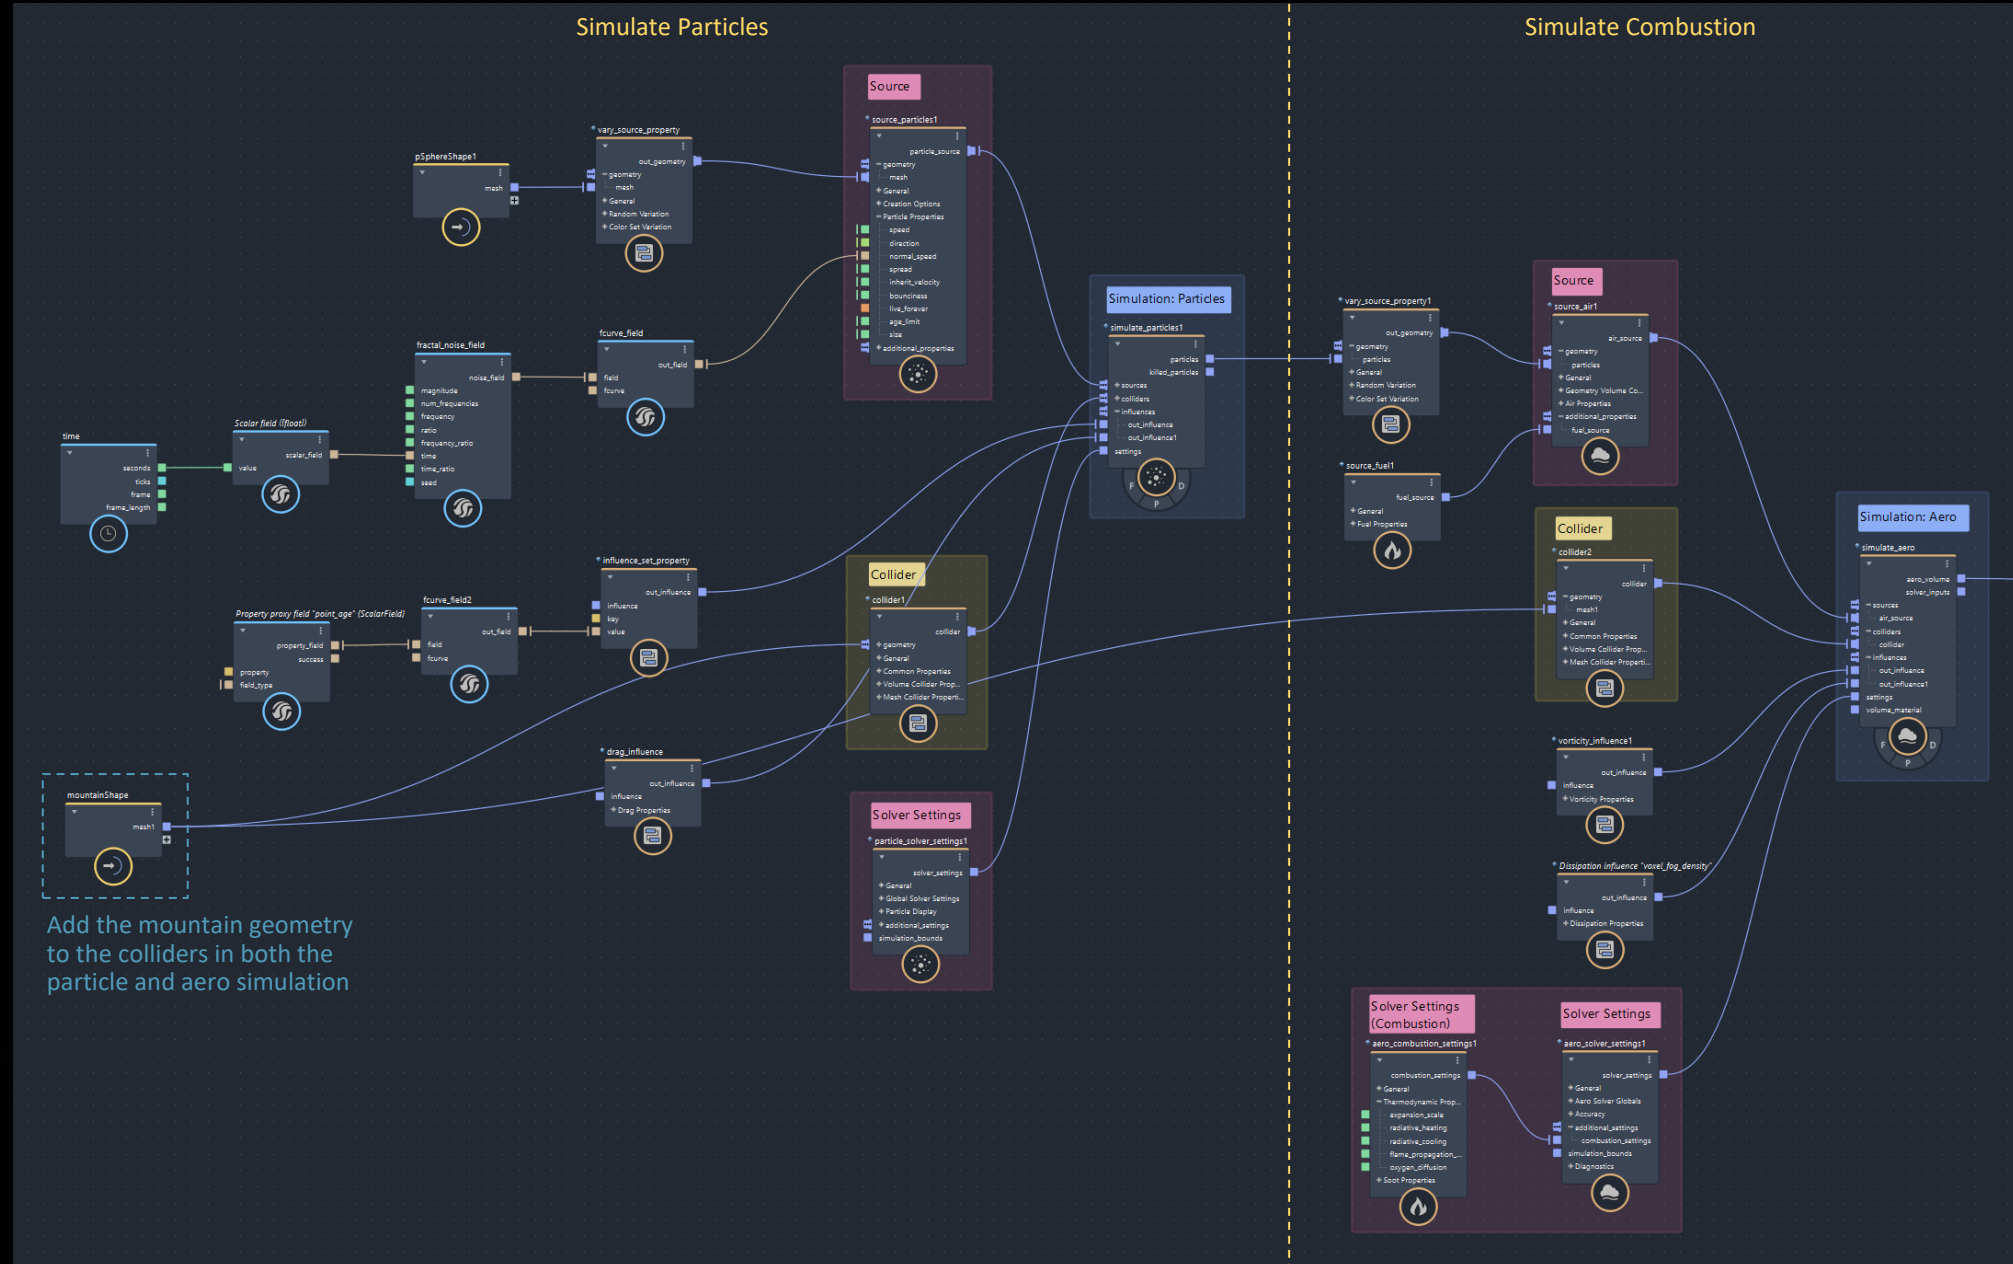 Simulate Particles
Simulate Combustion
Source
source_particles1
particle_source
geometry
mesh
General
Creation Options
Particle Properties
speed
direction
normal_speed
spread
inherit_velocity
bounciness
live_forever
age_limit
size
additional_properties
vary_source_property
out_geometry
geometry
mesh
General
Random Variation
Color Set Variation
pSphereShape1
mesh
fcurve_field
out_field
field
fcurve
fractal_noise_field
noise_field
magnitude
num_frequencies
frequency
ratio
frequency_ratio
time
time_ratio
seed
Scalar field (float)
scalar_field
value
time
seconds
ticks
frame
frame_length
Simulation: Particles
simulate_particles1
particles
killed_particles
sources
colliders
influences
out_influence
out_influence1
settings
F
D
P
influence_set_property
out_influence
influence
key
value
fcurve_field2
out_field
field
fcurve
Property proxy field "point_age" (ScalarField)
property_field
success
property
field_type
Collider
collider1
collider
geometry
General
Common Properties
Volume Collider Prop...
Mesh Collider Properti...
drag_influence
out_influence
influence
Drag Properties
mountainShape
mesh1
Add the mountain geometry
to the colliders in both the
particle and aero simulation
Solver Settings
particle_solver_settings1
solver_settings
General
Global Solver Settings
Particle Display
additional_settings
simulation_bounds
vary_source_property1
out_geometry
geometry
particles
General
Random Variation
Color Set Variation
source_fuel1
fuel_source
General
Fuel Properties
Source
source_air1
air_source
geometry
particles
General
Geometry Volume Co...
Air Properties
additional_properties
fuel_source
Collider
collider2
collider
geometry
mesh1
General
Common Properties
Volume Collider Prop...
Mesh Collider Properti...
Simulation: Aero
simulate_aero
aero_volume
solver_inputs
sources
air_source
colliders
collider
influences
out_influence
out_influence1
settings
volume_material
F
D
P
vorticity_influence1
out_influence
influence
Vorticity Properties
Dissipation influence "voxel_fog_density"
out_influence
influence
Dissipation Properties
Solver Settings
(Combustion)
aero_combustion_settings1
combustion_settings
General
Thermodynamic Prop...
expansion_scale
radiative_heating
radiative_cooling
flame_propagation_...
oxygen_diffusion
Soot Properties
Solver Settings
aero_solver_settings1
solver_settings
General
Aero Solver Globals
Accuracy
additional_settings
combustion_settings
simulation_bounds
Diagnostics